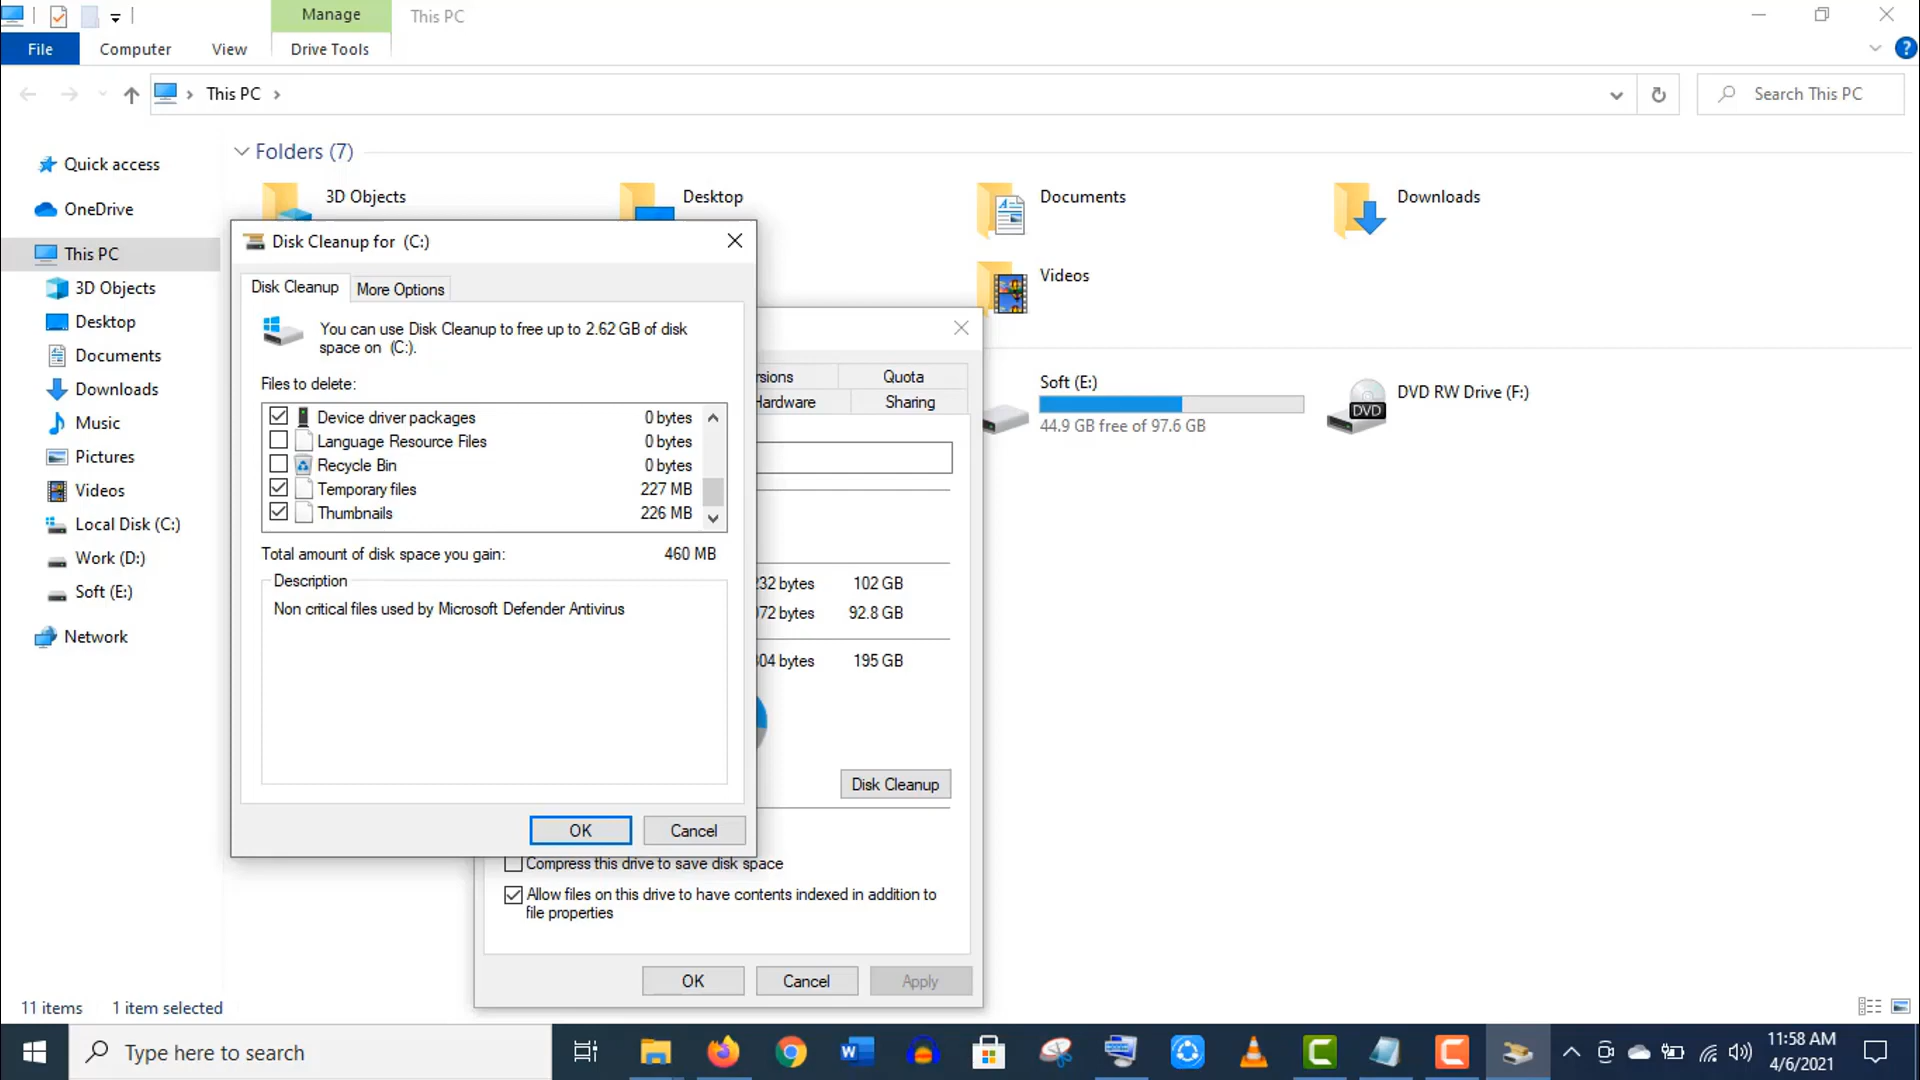 Manage
This PC
File
Computer
View
Drive Tools
This PC
Search This PC
Quick access
OneDrive
This PC
3D Objects
Desktop
Documents
Downloads
Music
Pictures
Videos
Local Disk (C:)
Work (D:)
Soft (E:)
Network
Folders (7)
3D Objects
Desktop
Documents
Downloads
Videos
Soft (E:)
44.9 GB free of 97.6 GB
DVD
DVD RW Drive (F:)
Disk Cleanup for (C:)
Disk Cleanup
More Options
You can use Disk Cleanup to free up to 2.62 GB of disk
space on (C:).
Files to delete:
Device driver packages 0 bytes
Language Resource Files 0 bytes
Recycle Bin 0 bytes
Temporary files 227 MB
Thumbnails 226 MB
Total amount of disk space you gain: 460 MB
Description
Non critical files used by Microsoft Defender Antivirus
OK
Cancel
Quota
Sharing
232 bytes 102 GB
072 bytes 92.8 GB
304 bytes 195 GB
Disk Cleanup
Compress this drive to save disk space
Allow files on this drive to have contents indexed in addition to
file properties
OK
Cancel
Apply
11 items
1 item selected
Type here to search
11:58 AM
4/6/2021